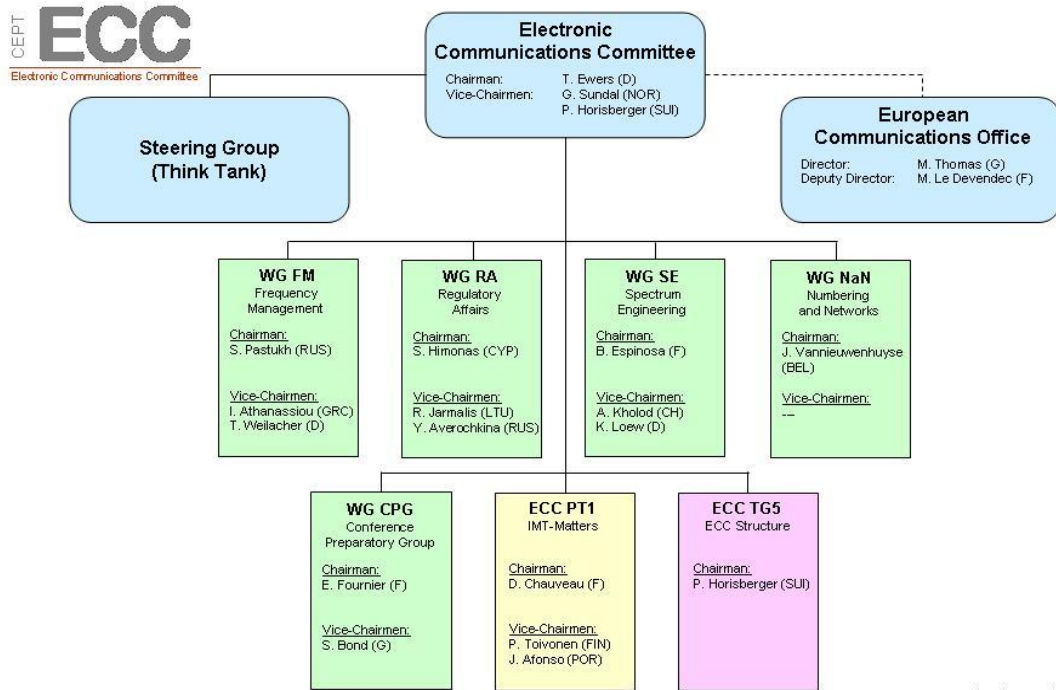 CEPT
ECC
Electronic Communications Committee
Electronic
Communications Committee
Chairman: T. Ewers (D)
Vice-Chairmen: G. Sundal (NOR)
P. Horisberger (SUI)
Steering Group
(Think Tank)
European
Communications Office
Director: M. Thomas (G)
Deputy Director: M. Le Devendec (F)
WG FM
Frequency
Management
Chairman:
S. Pastukh (RUS)
Vice-Chairmen:
I. Athanassiou (GRC)
T. Weilacher (D)
WG RA
Regulatory
Affairs
Chairman:
S. Himonas (CYP)
Vice-Chairmen:
R. Jarmalis (LTU)
Y. Averochkina (RUS)
WG SE
Spectrum
Engineering
Chairman:
B. Espinosa (F)
Vice-Chairmen:
A. Kholod (CH)
K. Loew (D)
WG NaN
Numbering
and Networks
Chairman:
J. Vannieuwenhuyse
(BEL)
Vice-Chairmen:
---
WG CPG
Conference
Preparatory Group
Chairman:
E. Fournier (F)
Vice-Chairmen:
S. Bond (G)
ECC PT1
IMT-Matters
Chairman:
D. Chauveau (F)
Vice-Chairmen:
P. Toivonen (FIN)
J. Afonso (POR)
ECC TG5
ECC Structure
Chairman:
P. Horisberger (SUI)